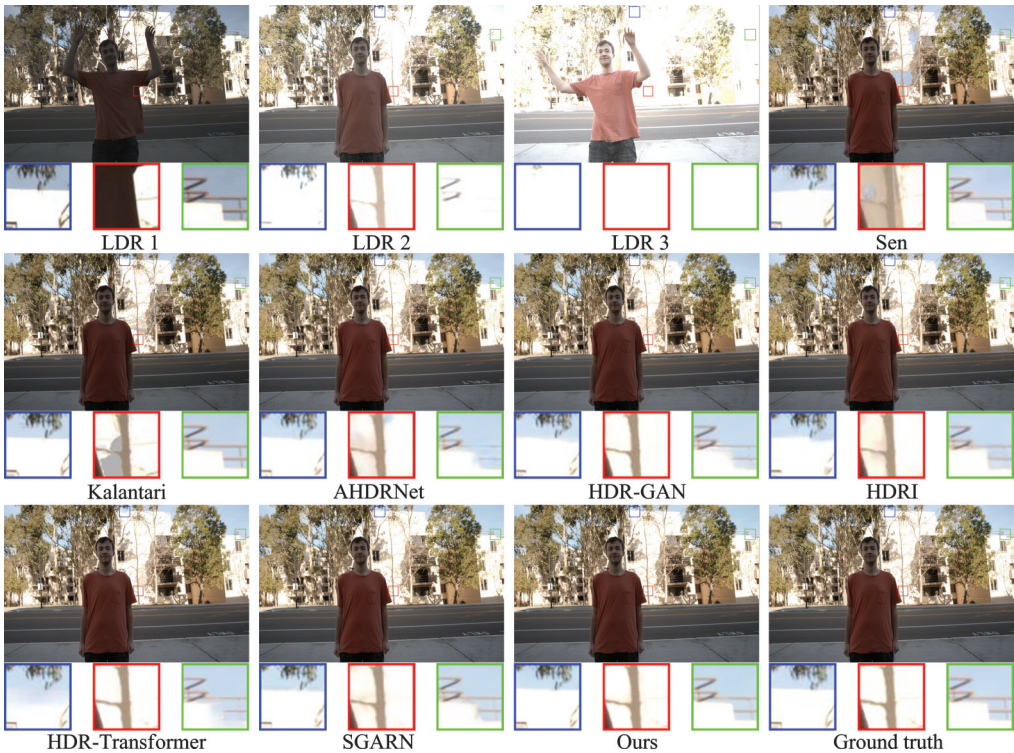 LDR 1
LDR 2
LDR 3
Sen
Kalantari
AHDRNet
HDR-GAN
HDRI
HDR-Transformer
SGARN
Ours
Ground truth